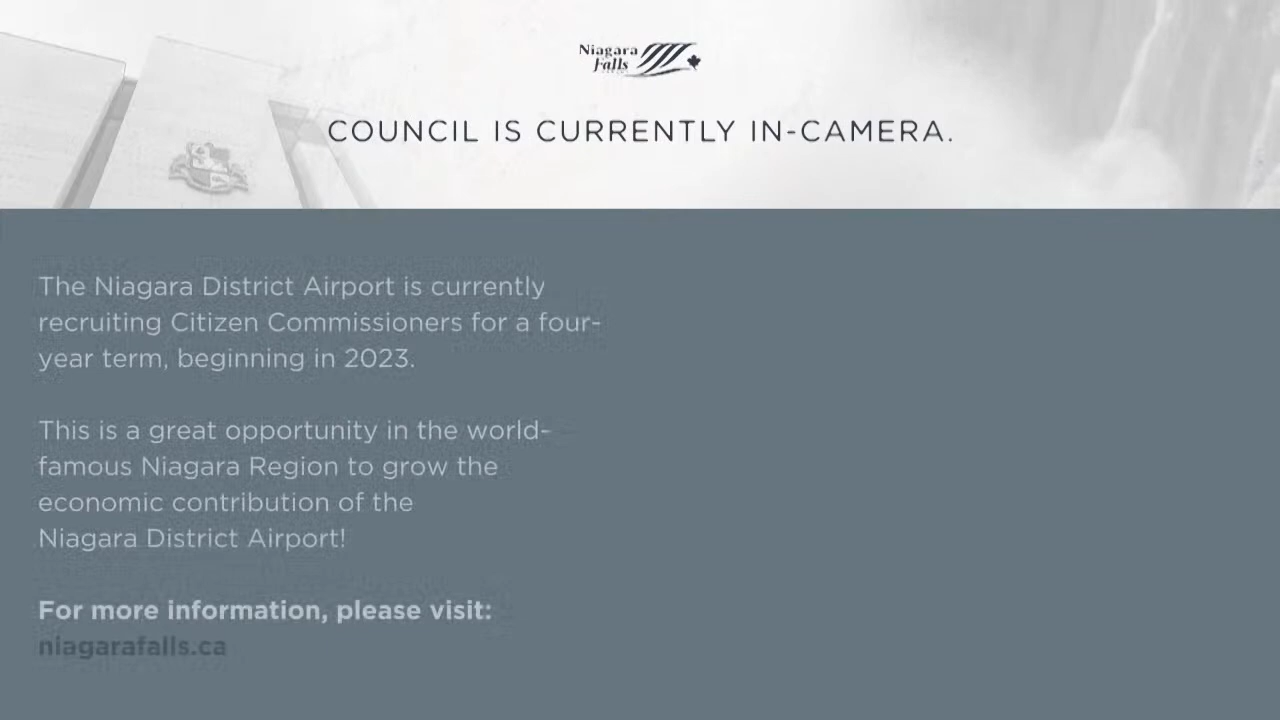 Niagara
Falls
COUNCIL IS CURRENTLY IN-CAMERA.
The Niagara District Airport is currently
recruiting Citizen Commissioners for a four-
year term, beginning in 2023.
This is a great opportunity in the world-
famous Niagara Region to grow the
economic contribution of the
Niagara District Airport!
For more information, please visit:
niagarafalls.ca